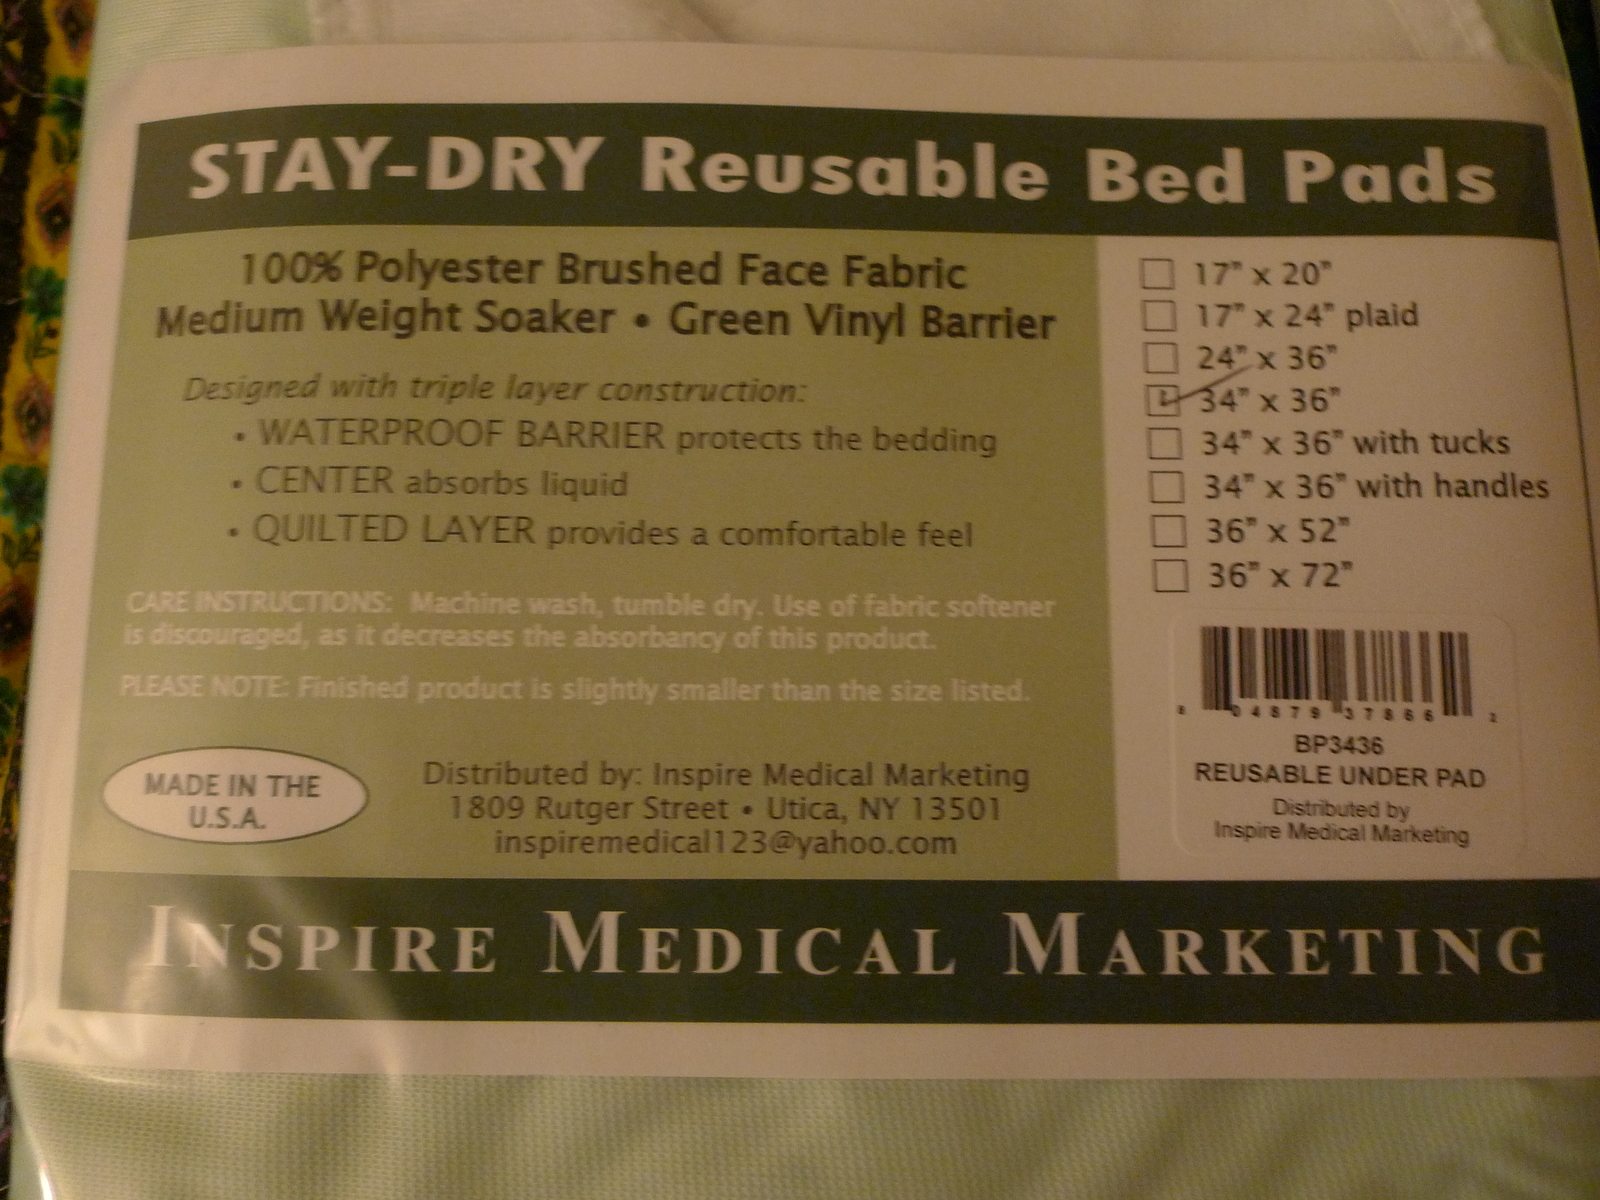 STAY-DRY Reusable Bed Pads
100% Polyester Brushed Face Fabric
Medium Weight Soaker • Green Vinyl Barrier
Designed with triple layer construction:
• WATERPROOF BARRIER protects the bedding
• CENTER absorbs liquid
• QUILTED LAYER provides a comfortable feel
CARE INSTRUCTIONS: Machine wash, tumble dry. Use of fabric softener
is discouraged, as it decreases the absorbancy of this product.
PLEASE NOTE: Finished product is slightly smaller than the size listed.
MADE IN THE
U.S.A.
Distributed by: Inspire Medical Marketing
1809 Rutger Street • Utica, NY 13501
inspiremedical123@yahoo.com
17" x 20"
17" x 24" plaid
24" x 36"
34" x 36"
34" x 36" with tucks
34" x 36" with handles
36" x 52"
36" x 72"
8 04879 37866 2
BP3436
REUSABLE UNDER PAD
Distributed by
Inspire Medical Marketing
INSPIRE MEDICAL MARKETING